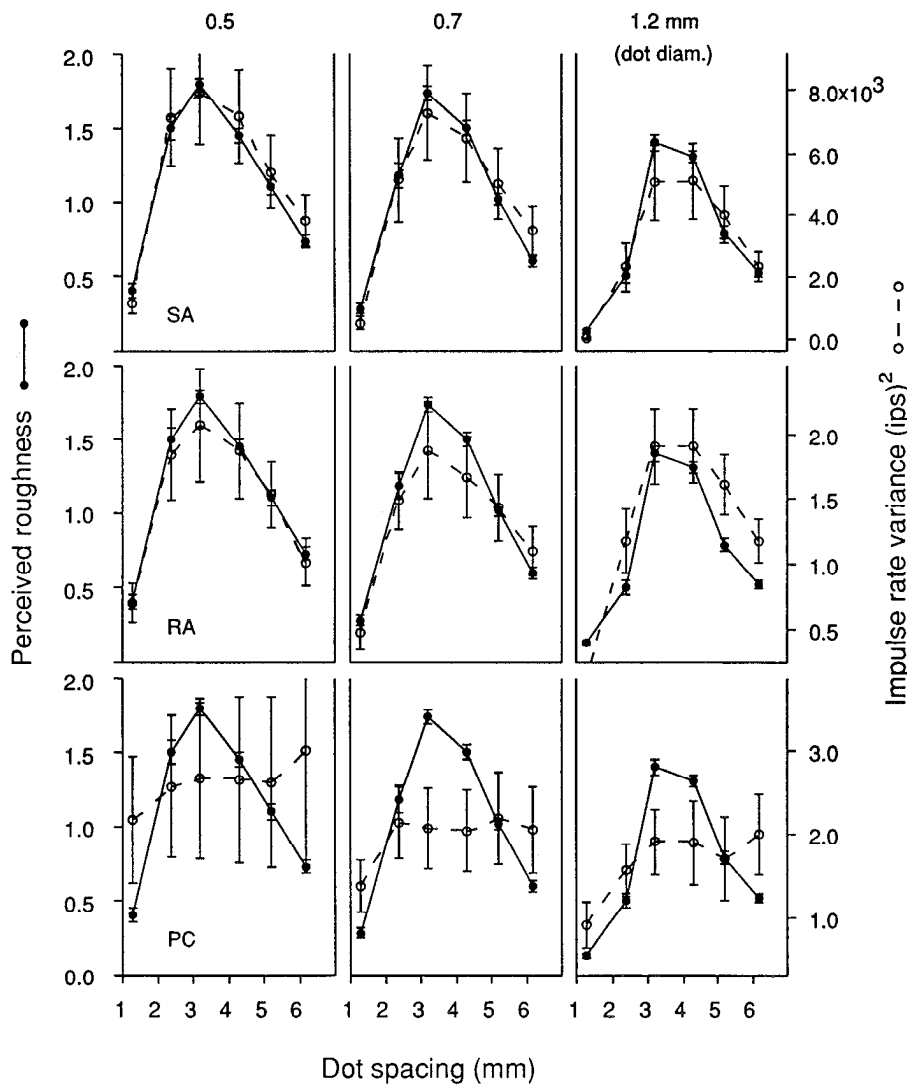 0.5 0.7 1.2 mm
(dot diam.)
2.0
1.5
1.0
0.5
SA
8.0x10³
6.0
4.0
2.0
0.0
2.0
1.5
1.0
0.5
RA
2.0
1.5
1.0
0.5
2.0
1.5
1.0
0.5
0.0
PC
3.0
2.0
1.0
1 2 3 4 5 6 1 2 3 4 5 6 1 2 3 4 5 6
Dot spacing (mm)
Perceived roughness
Impulse rate variance (ips)²